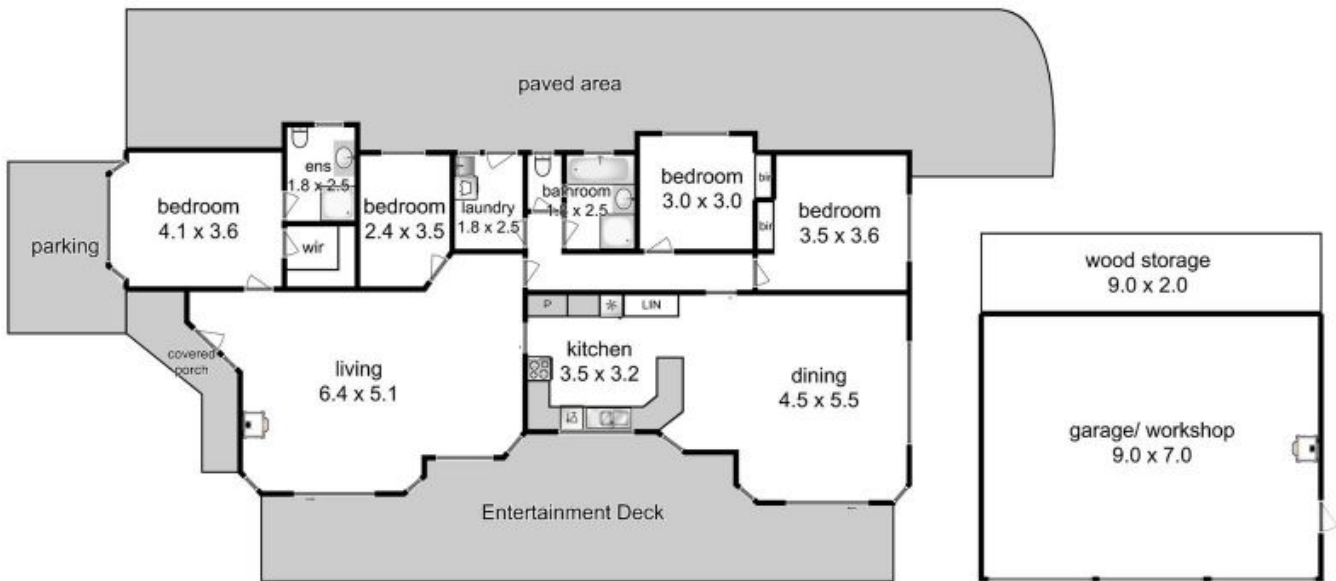 paved area
ens
1.8 x 2.5
bedroom
4.1 x 3.6
wir
bedroom
2.4 x 3.5
laundry
1.8 x 2.5
bathroom
x 2.5
bedroom
3.0 x 3.0
bir
bir
bedroom
3.5 x 3.6
parking
covered
porch
living
6.4 x 5.1
P
LIN
kitchen
3.5 x 3.2
dining
4.5 x 5.5
Entertainment Deck
wood storage
9.0 x 2.0
garage/ workshop
9.0 x 7.0